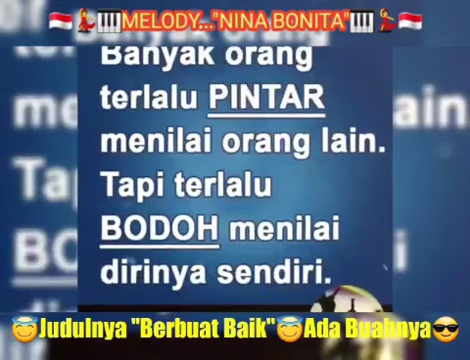 🇮🇩💃🎹MELODY..."NINA BONITA"🎹💃🇮🇩
Banyak orang
terlalu PINTAR
menilai orang lain.
Tapi terlalu
BODOH menilai
dirinya sendiri.
😇Judulnya "Berbuat Baik"😇Ada Buahnya😎